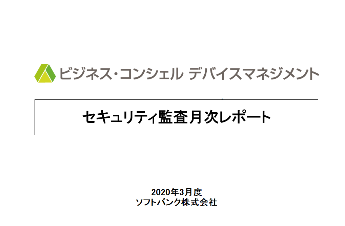 ビジネス・コンシェル デバイスマネジメント
セキュリティ監査月次レポート
2020年3月度
ソフトバンク株式会社